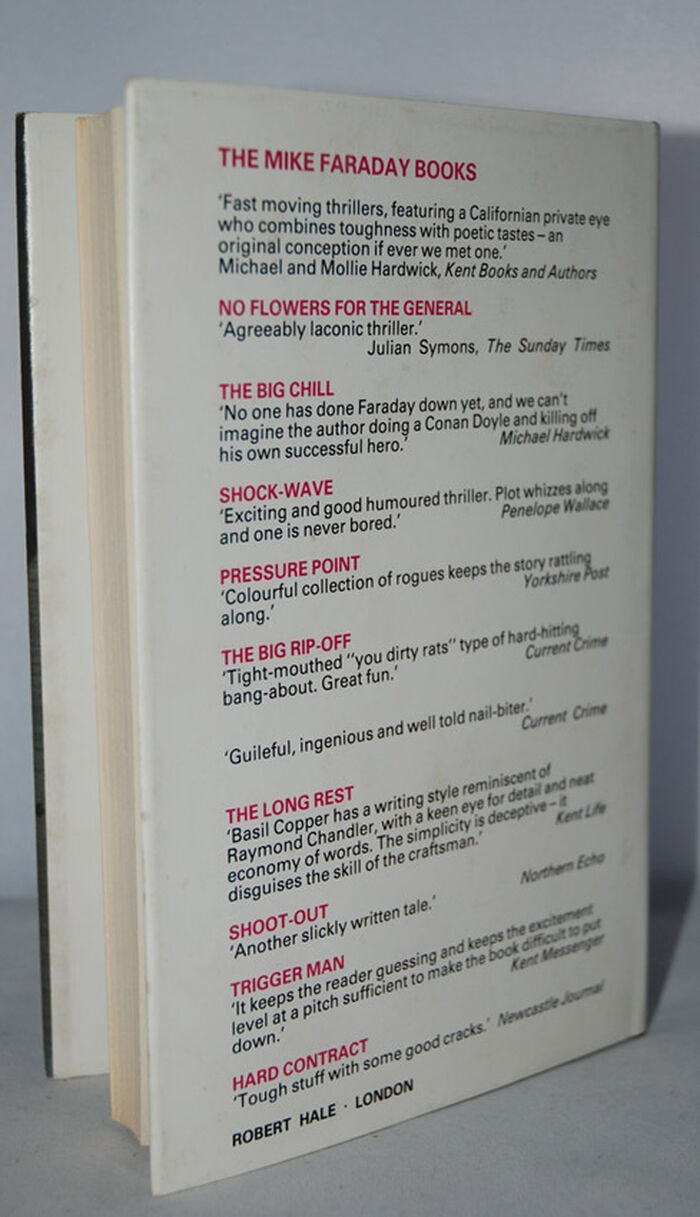 THE MIKE FARADAY BOOKS
'Fast moving thrillers, featuring a Californian private eye
who combines toughness with poetic tastes – an
original conception if ever we met one.'
Michael and Mollie Hardwick, Kent Books and Authors
NO FLOWERS FOR THE GENERAL
'Agreeably laconic thriller.'
Julian Symons, The Sunday Times
THE BIG CHILL
'No one has done Faraday down yet, and we can't
imagine the author doing a Conan Doyle and killing off
his own successful hero.' Michael Hardwick
SHOCK-WAVE
'Exciting and good humoured thriller. Plot whizzes along
and one is never bored.' Penelope Wallace
PRESSURE POINT
'Colourful collection of rogues keeps the story rattling
along.' Yorkshire Post
THE BIG RIP-OFF
'Tight-mouthed "you dirty rats" type of hard-hitting
bang-about. Great fun.' Current Crime
'Guileful, ingenious and well told nail-biter.'
Current Crime
THE LONG REST
'Basil Copper has a writing style reminiscent of
Raymond Chandler, with a keen eye for detail and neat
economy of words. The simplicity is deceptive – it
disguises the skill of the craftsman.' Kent Life
SHOOT-OUT
'Another slickly written tale.' Northern Echo
TRIGGER MAN
'It keeps the reader guessing and keeps the excitement
level at a pitch sufficient to make the book difficult to put
down.' Kent Messenger
HARD CONTRACT
'Tough stuff with some good cracks.' Newcastle Journal
ROBERT HALE · LONDON